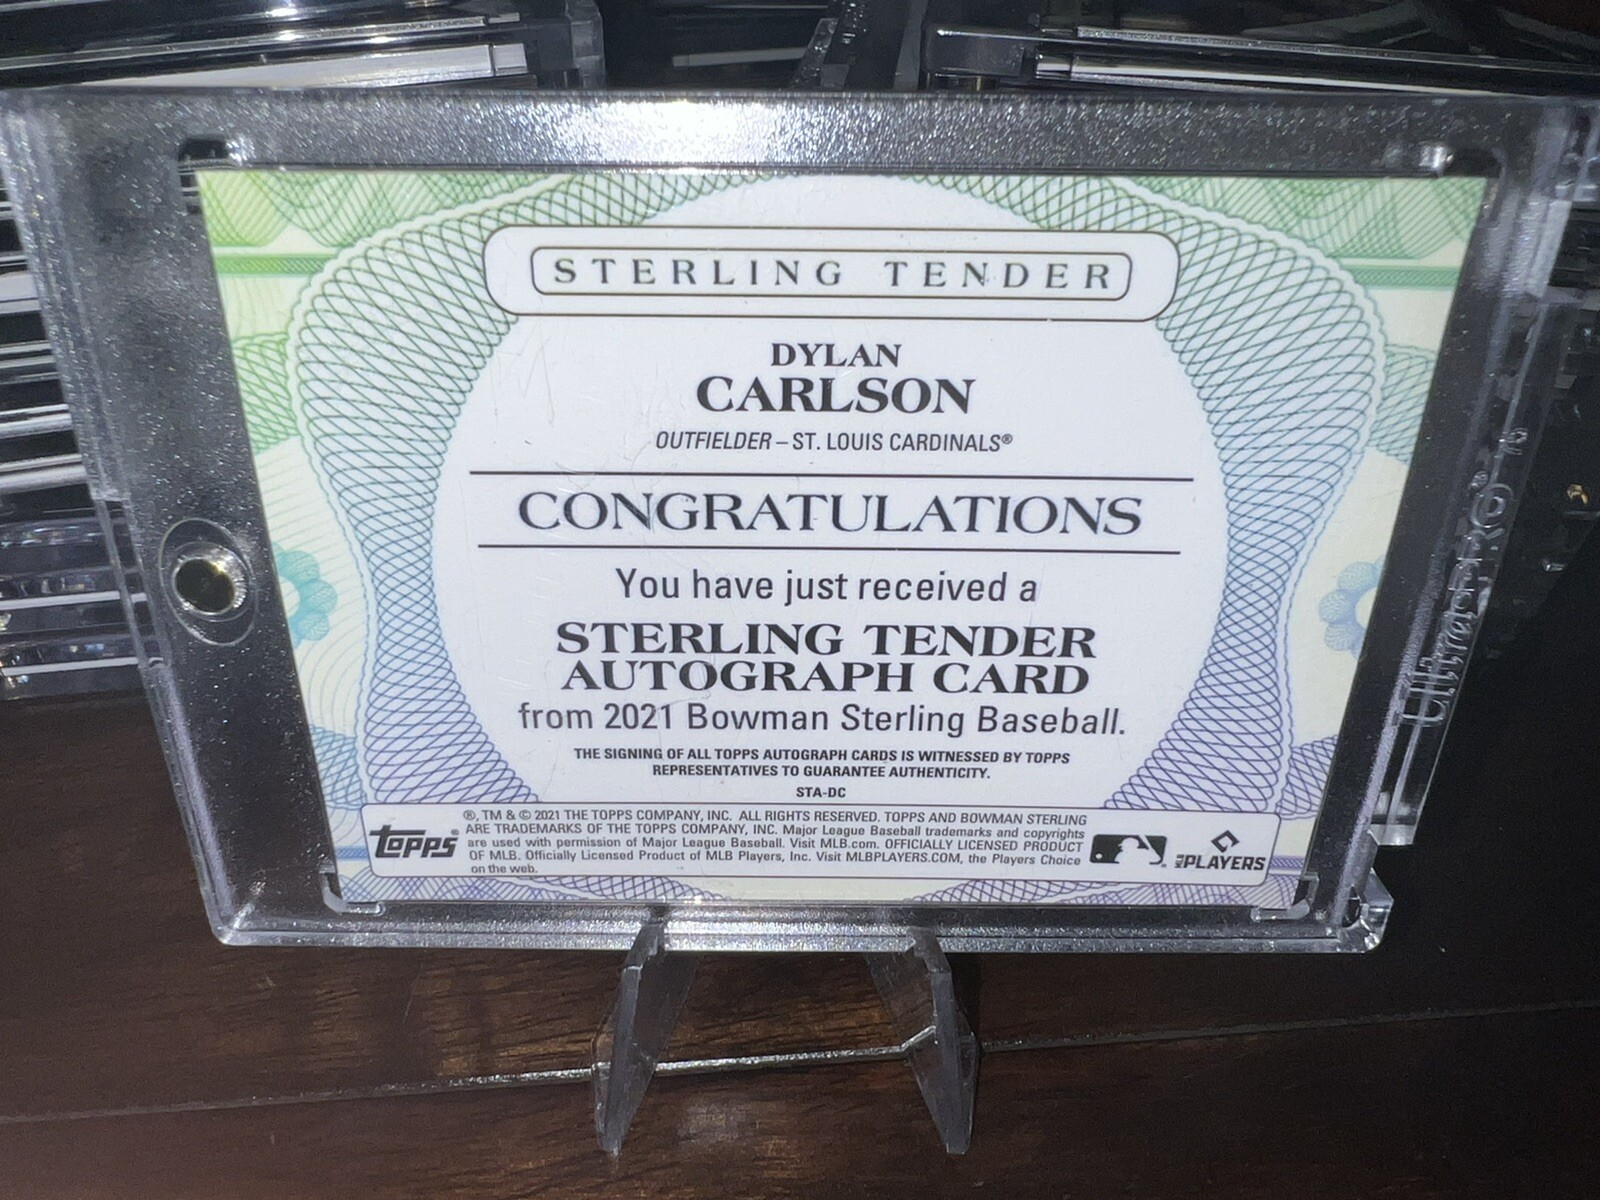 STERLING TENDER
DYLAN
CARLSON
OUTFIELDER – ST. LOUIS CARDINALS®
CONGRATULATIONS
You have just received a
STERLING TENDER
AUTOGRAPH CARD
from 2021 Bowman Sterling Baseball.
THE SIGNING OF ALL TOPPS AUTOGRAPH CARDS IS WITNESSED BY TOPPS
REPRESENTATIVES TO GUARANTEE AUTHENTICITY.
STA-DC
topps®
®, TM & © 2021 THE TOPPS COMPANY, INC. ALL RIGHTS RESERVED. TOPPS AND BOWMAN STERLING
ARE TRADEMARKS OF THE TOPPS COMPANY, INC. Major League Baseball trademarks and copyrights
are used with permission of Major League Baseball. Visit MLB.com. OFFICIALLY LICENSED PRODUCT
OF MLB. Officially Licensed Product of MLB Players, Inc. Visit MLBPLAYERS.COM, the Players Choice
on the web.
MLB PLAYERS